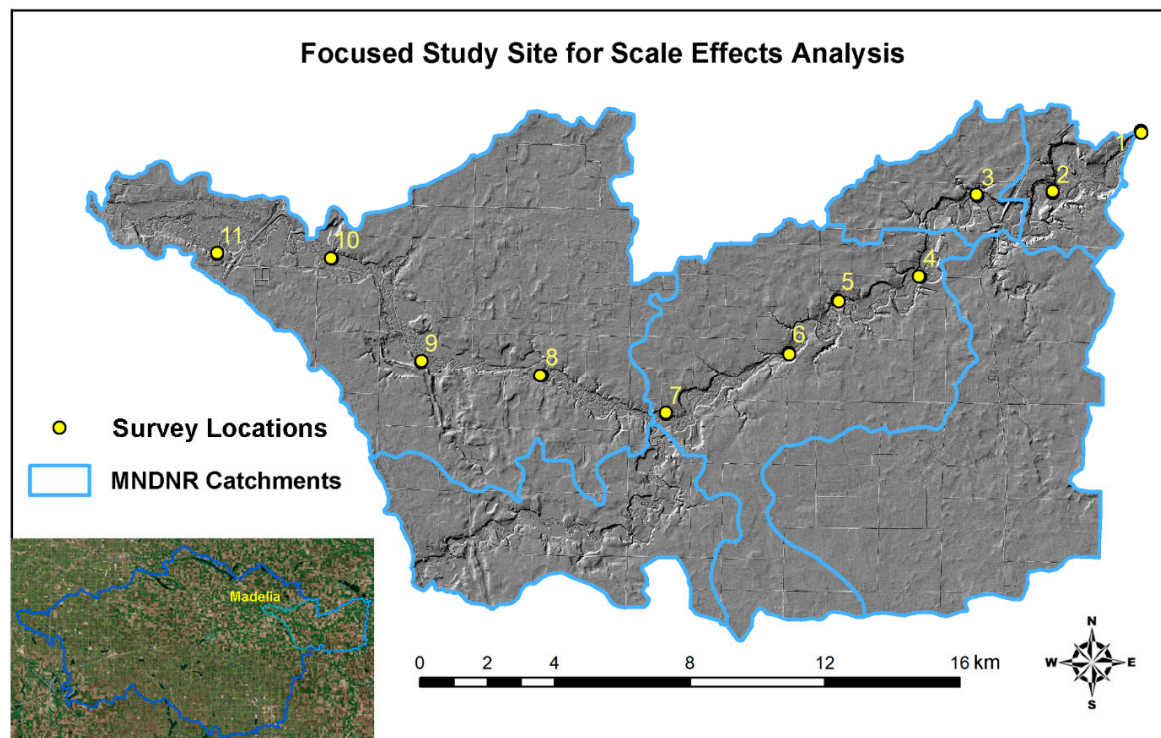 Focused Study Site for Scale Effects Analysis
1
2
3
4
5
6
7
8
9
10
11
Survey Locations
MNDNR Catchments
Madelia
0 2 4 8 12 16 km
N
W E
S